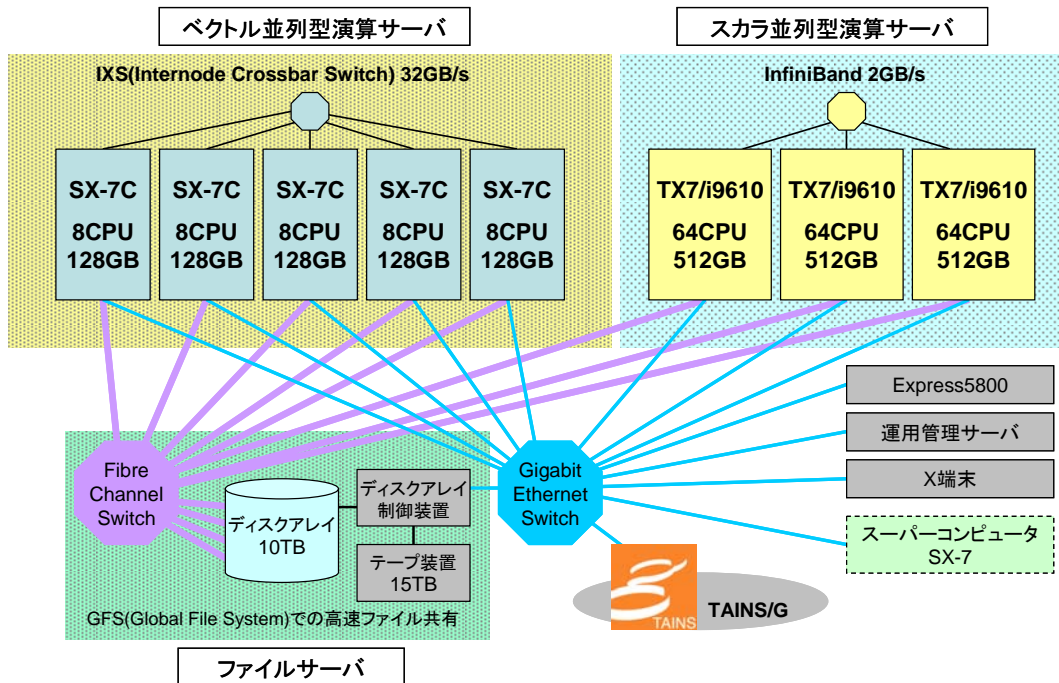 ベクトル並列型演算サーバ
スカラ並列型演算サーバ
IXS(Internode Crossbar Switch) 32GB/s
InfiniBand 2GB/s
SX-7C
8CPU
128GB
SX-7C
8CPU
128GB
SX-7C
8CPU
128GB
SX-7C
8CPU
128GB
SX-7C
8CPU
128GB
TX7/i9610
64CPU
512GB
TX7/i9610
64CPU
512GB
TX7/i9610
64CPU
512GB
Express5800
運用管理サーバ
X端末
スーパーコンピュータ
SX-7
Fibre
Channel
Switch
ディスクアレイ
10TB
ディスクアレイ
制御装置
テープ装置
15TB
Gigabit
Ethernet
Switch
TAINS
TAINS/G
GFS(Global File System)での高速ファイル共有
ファイルサーバ